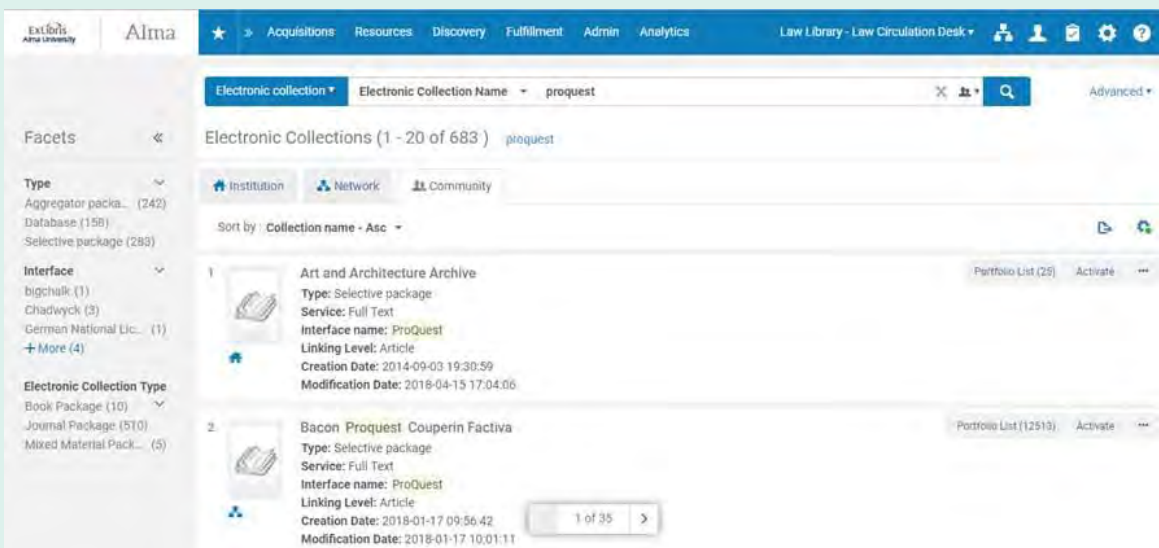 ExLibris
Alma University
Alma
» Acquisitions Resources Discovery Fulfillment Admin Analytics Law Library - Law Circulation Desk
Electronic collection Electronic Collection Name proquest Advanced
Facets «
Electronic Collections (1 - 20 of 683 ) proquest
Type
Aggregator packa... (242)
Database (158)
Selective package (283)
Interface
bigchalk (1)
Chadwyck (3)
German National Lic... (1)
+ More (4)
Electronic Collection Type
Book Package (10)
Journal Package (510)
Mixed Material Pack... (5)
Institution Network Community
Sort by : Collection name - Asc
1 Art and Architecture Archive Portfolio List (25) Activate ...
Type: Selective package
Service: Full Text
Interface name: ProQuest
Linking Level: Article
Creation Date: 2014-09-03 19:30:59
Modification Date: 2018-04-15 17:04:06
2 Bacon Proquest Couperin Factiva Portfolio List (12513) Activate ...
Type: Selective package
Service: Full Text
Interface name: ProQuest
Linking Level: Article
Creation Date: 2018-01-17 09:56:42
Modification Date: 2018-01-17 10:01:11
1 of 35 >